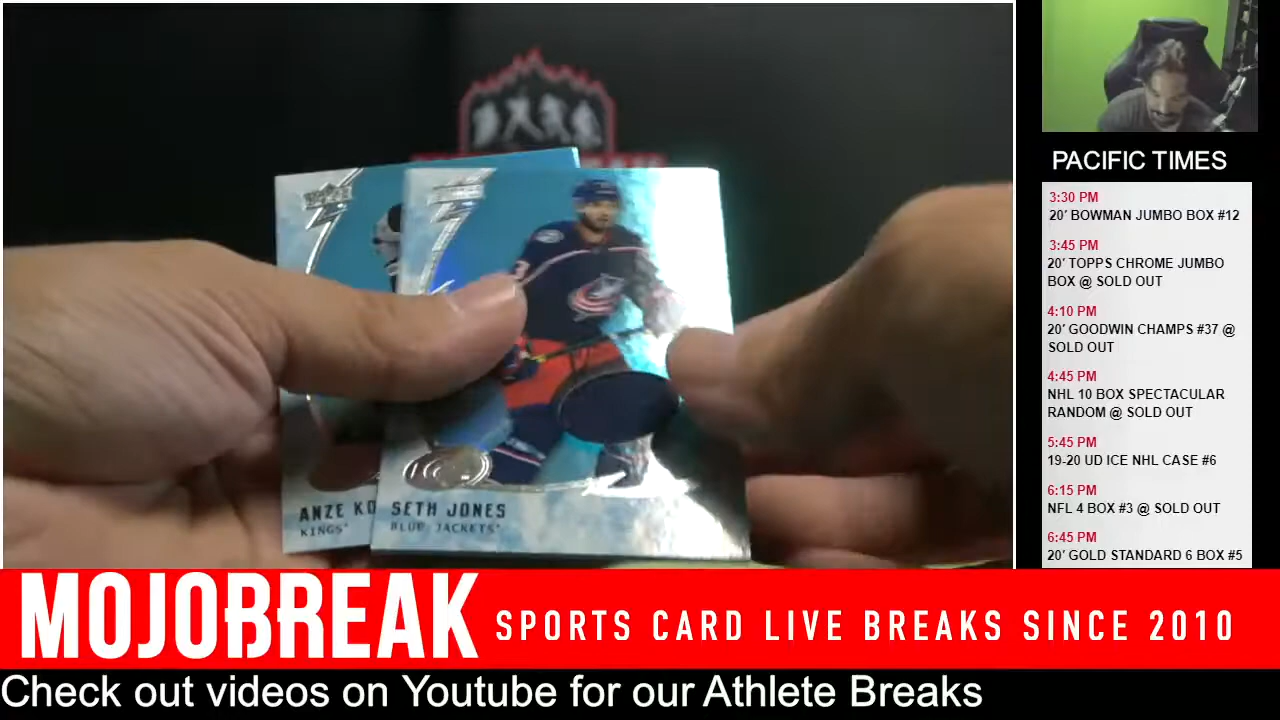 ANZE KO
KINGS
SETH JONES
BLUE JACKETS
PACIFIC TIMES
3:30 PM
20' BOWMAN JUMBO BOX #12
3:45 PM
20' TOPPS CHROME JUMBO
BOX @ SOLD OUT
4:10 PM
20' GOODWIN CHAMPS #37 @
SOLD OUT
4:45 PM
NHL 10 BOX SPECTACULAR
RANDOM @ SOLD OUT
5:45 PM
19-20 UD ICE NHL CASE #6
6:15 PM
NFL 4 BOX #3 @ SOLD OUT
6:45 PM
20' GOLD STANDARD 6 BOX #5
MOJOBREAK
SPORTS CARD LIVE BREAKS SINCE 2010
Check out videos on Youtube for our Athlete Breaks